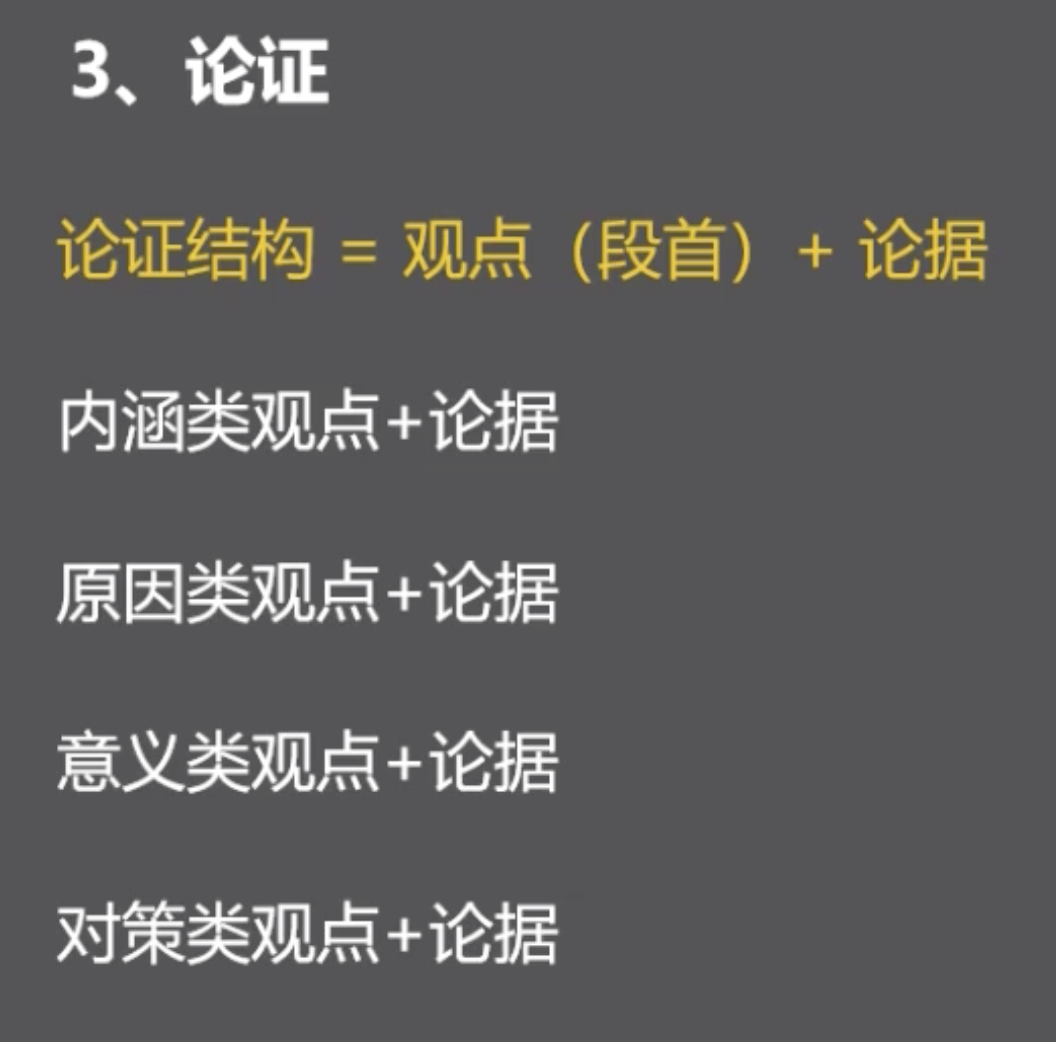 3、论证
论证结构 = 观点（段首）+ 论据
内涵类观点+论据
原因类观点+论据
意义类观点+论据
对策类观点+论据